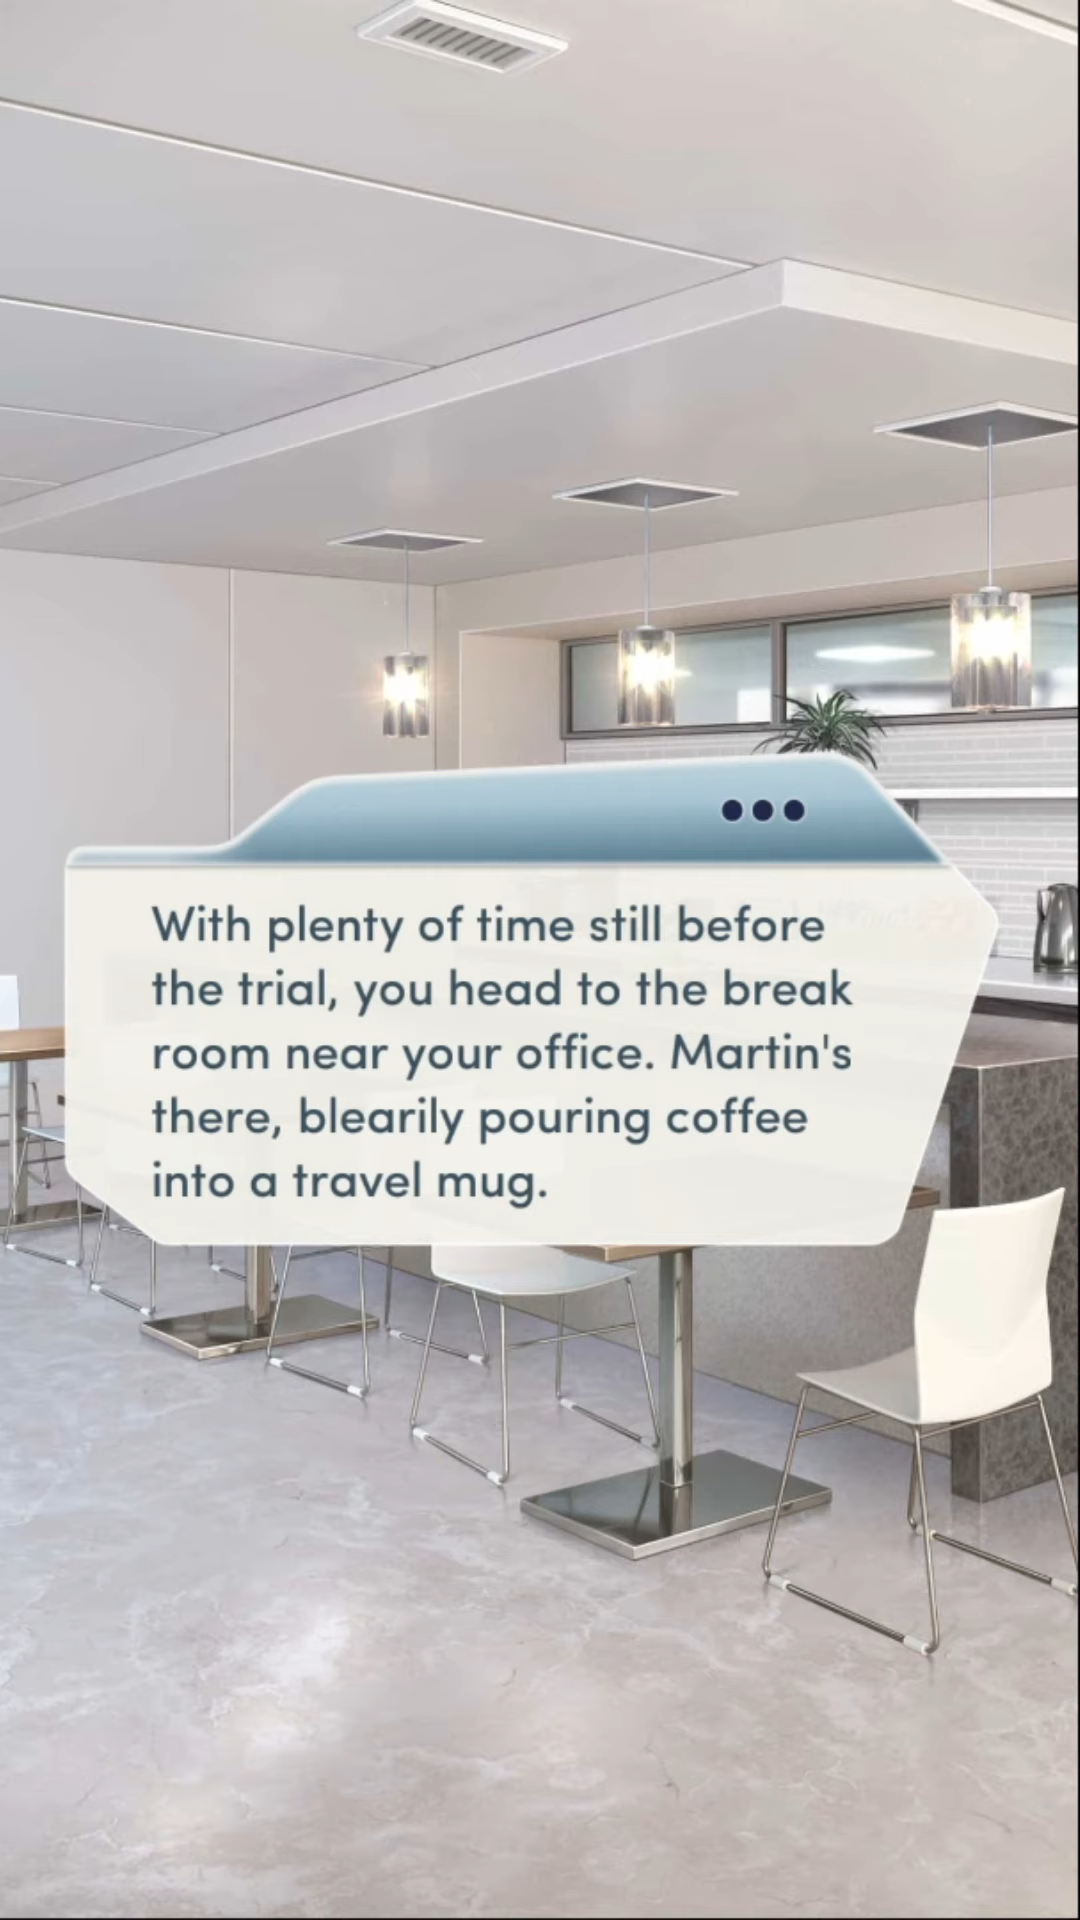 With plenty of time still before
the trial, you head to the break
room near your office. Martin's
there, blearily pouring coffee
into a travel mug.